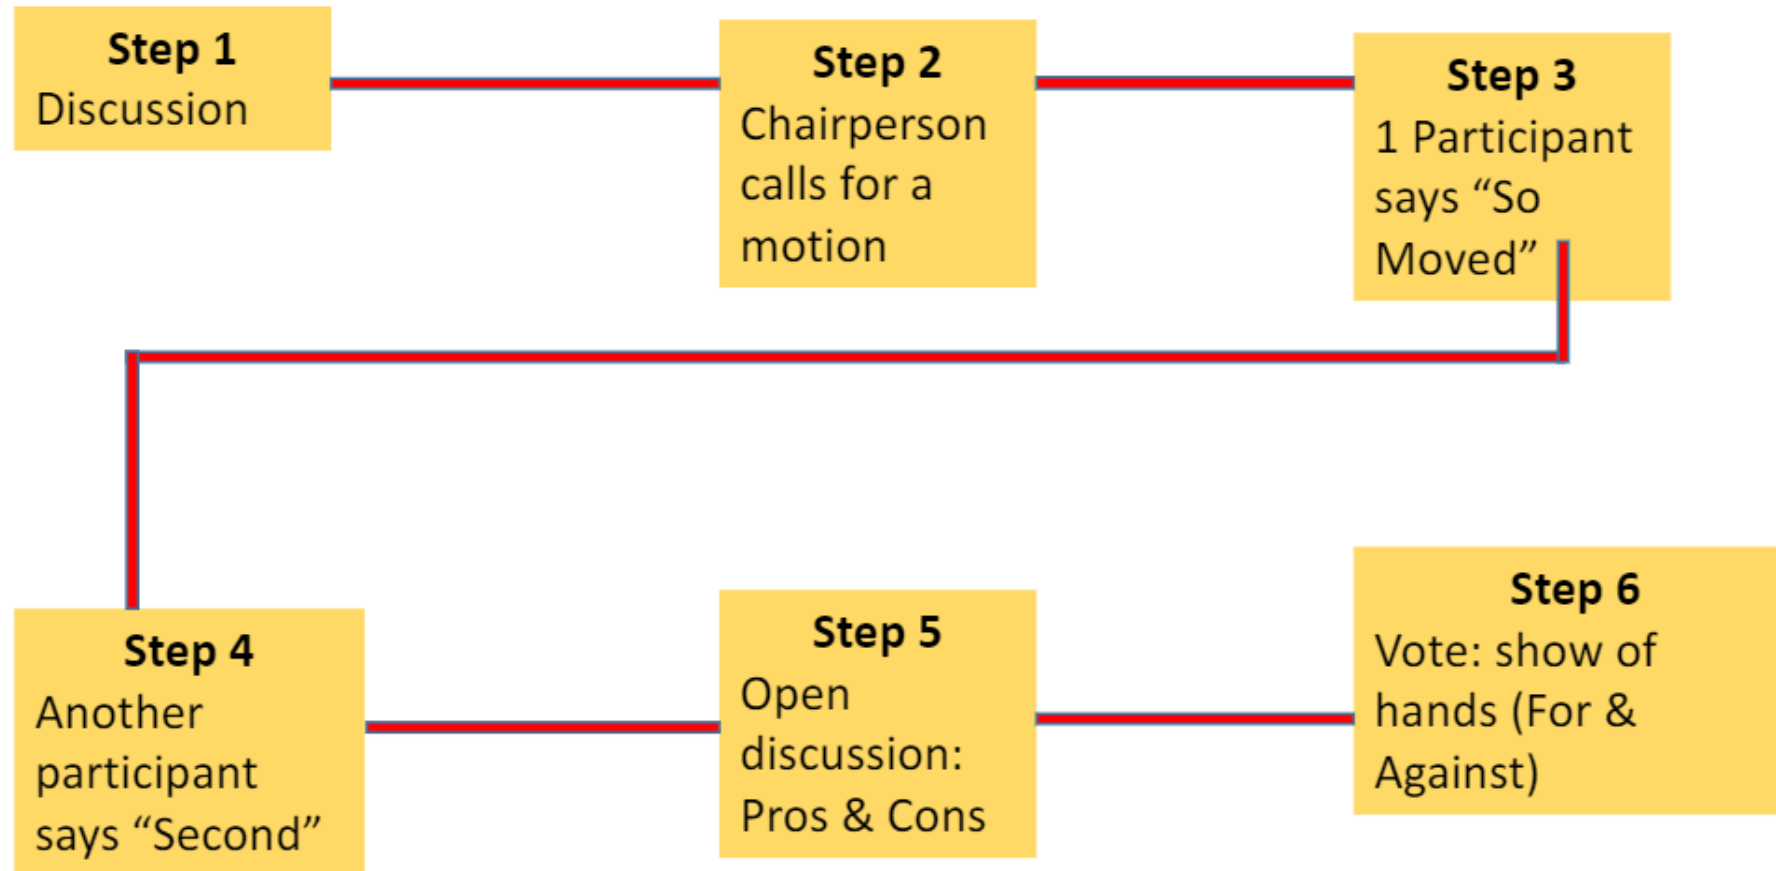 Step 1
Discussion
Step 2
Chairperson
calls for a
motion
Step 3
1 Participant
says “So
Moved”
Step 4
Another
participant
says “Second”
Step 5
Open
discussion:
Pros & Cons
Step 6
Vote: show of
hands (For &
Against)